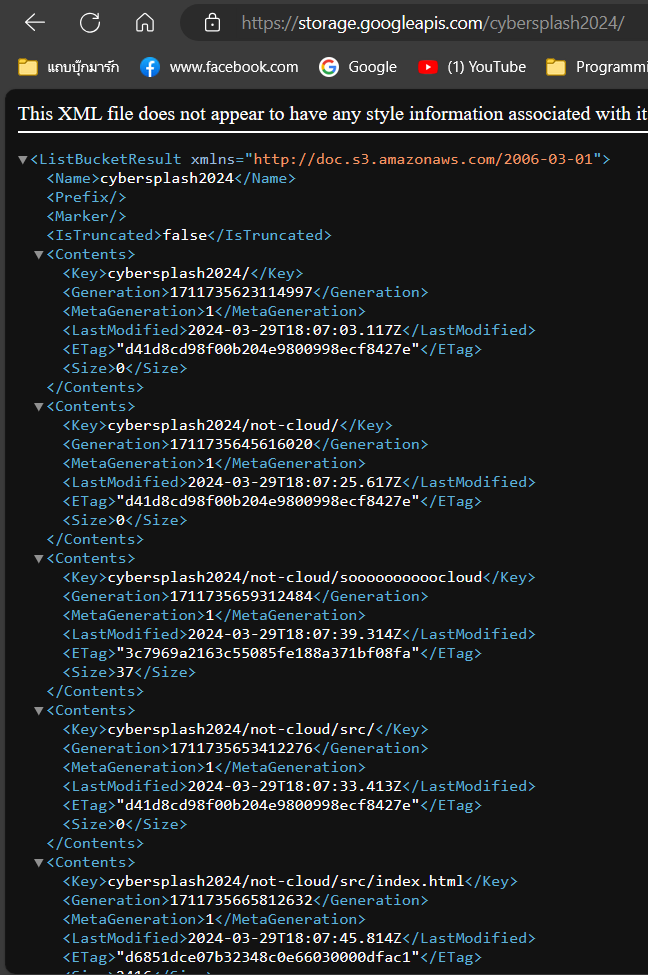 https://storage.googleapis.com/cybersplash2024/
แถบบุ๊กมาร์ก www.facebook.com Google (1) YouTube Programmi
This XML file does not appear to have any style information associated with it
▼<ListBucketResult xmlns="http://doc.s3.amazonaws.com/2006-03-01">
<Name>cybersplash2024</Name>
<Prefix/>
<Marker/>
<IsTruncated>false</IsTruncated>
▼<Contents>
<Key>cybersplash2024/</Key>
<Generation>1711735623114997</Generation>
<MetaGeneration>1</MetaGeneration>
<LastModified>2024-03-29T18:07:03.117Z</LastModified>
<ETag>"d41d8cd98f00b204e9800998ecf8427e"</ETag>
<Size>0</Size>
</Contents>
▼<Contents>
<Key>cybersplash2024/not-cloud/</Key>
<Generation>1711735645616020</Generation>
<MetaGeneration>1</MetaGeneration>
<LastModified>2024-03-29T18:07:25.617Z</LastModified>
<ETag>"d41d8cd98f00b204e9800998ecf8427e"</ETag>
<Size>0</Size>
</Contents>
▼<Contents>
<Key>cybersplash2024/not-cloud/soooooooooocloud</Key>
<Generation>1711735659312484</Generation>
<MetaGeneration>1</MetaGeneration>
<LastModified>2024-03-29T18:07:39.314Z</LastModified>
<ETag>"3c7969a2163c55085fe188a371bf08fa"</ETag>
<Size>37</Size>
</Contents>
▼<Contents>
<Key>cybersplash2024/not-cloud/src/</Key>
<Generation>1711735653412276</Generation>
<MetaGeneration>1</MetaGeneration>
<LastModified>2024-03-29T18:07:33.413Z</LastModified>
<ETag>"d41d8cd98f00b204e9800998ecf8427e"</ETag>
<Size>0</Size>
</Contents>
▼<Contents>
<Key>cybersplash2024/not-cloud/src/index.html</Key>
<Generation>1711735665812632</Generation>
<MetaGeneration>1</MetaGeneration>
<LastModified>2024-03-29T18:07:45.814Z</LastModified>
<ETag>"d6851dce07b32348c0e66030000dfac1"</ETag>